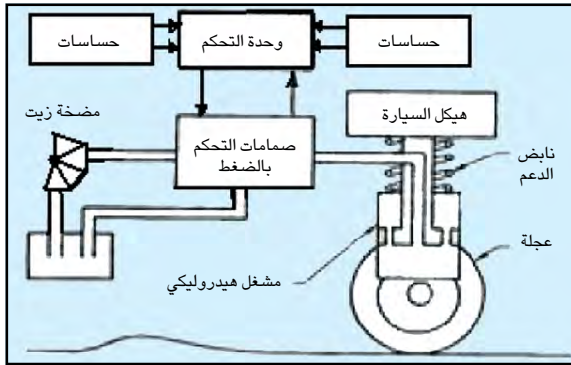 حساسات
وحدة التحكم
حساسات
مضخة زيت
صمامات التحكم
بالضغط
هيكل السيارة
نابض
الدعم
عجلة
مشغل هيدروليكي